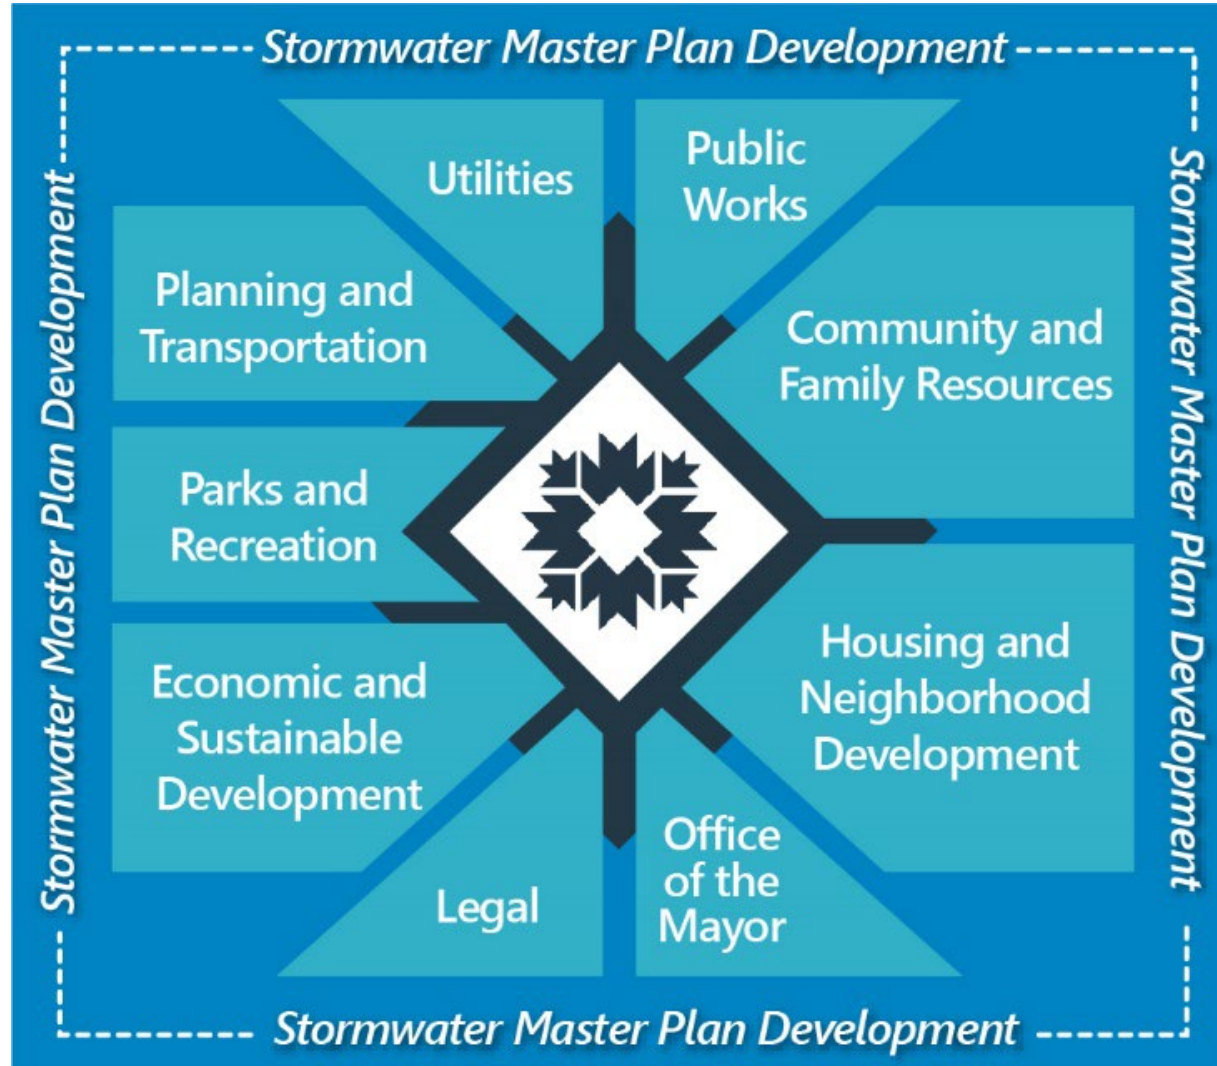 Stormwater Master Plan Development
Utilities
Public
Works
Planning and
Transportation
Community and
Family Resources
Parks and
Recreation
Economic and
Sustainable
Development
Housing and
Neighborhood
Development
Legal
Office
of the
Mayor
Stormwater Master Plan Development
Stormwater Master Plan Development
Stormwater Master Plan Development